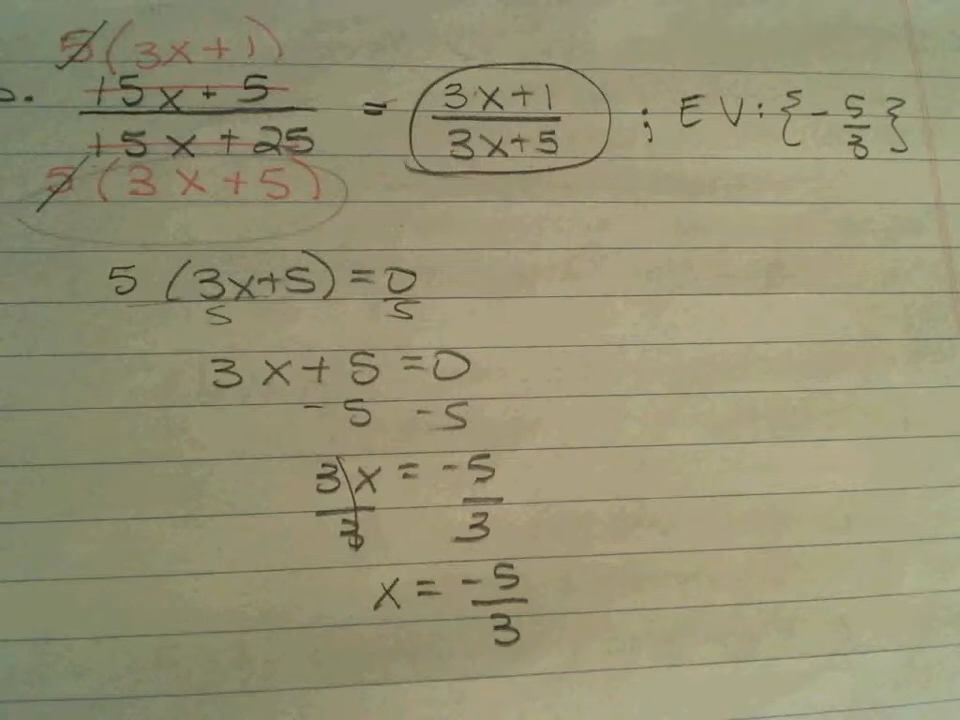 5(3x+1)
15x+5 = 3x+1 ; EV: {-5/3}
15x+25 3x+5
5(3x+5)
5(3x+5)=0
5 5
3x+5=0
-5 -5
3x = -5
3 3
x = -5
3